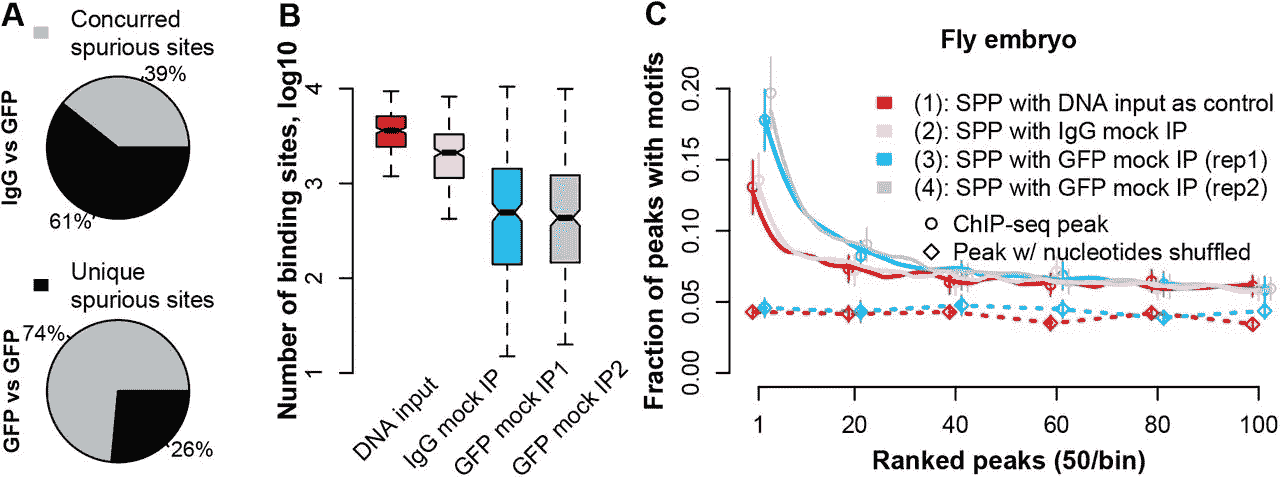 A
Concurred
spurious sites
39%
IgG vs GFP
61%
Unique
spurious sites
74%
GFP vs GFP
26%
B
Number of binding sites, log10
4
3
2
1
DNA input
IgG mock IP
GFP mock IP1
GFP mock IP2
C
Fly embryo
Fraction of peaks with motifs
0.20
0.15
0.10
0.05
0.00
(1): SPP with DNA input as control
(2): SPP with IgG mock IP
(3): SPP with GFP mock IP (rep1)
(4): SPP with GFP mock IP (rep2)
ChIP-seq peak
Peak w/ nucleotides shuffled
1 20 40 60 80 100
Ranked peaks (50/bin)